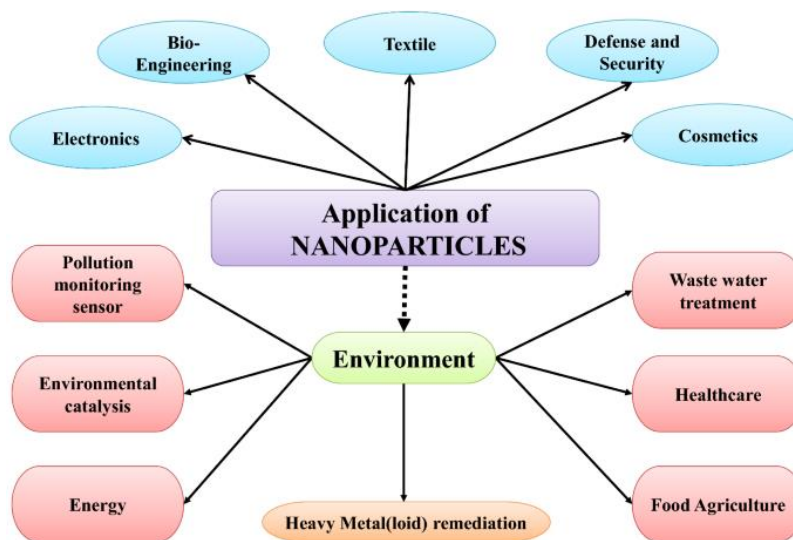 Bio-
Engineering
Textile
Defense and
Security
Electronics
Cosmetics
Application of
NANOPARTICLES
Pollution
monitoring
sensor
Waste water
treatment
Environment
Environmental
catalysis
Healthcare
Energy
Heavy Metal(loid) remediation
Food Agriculture